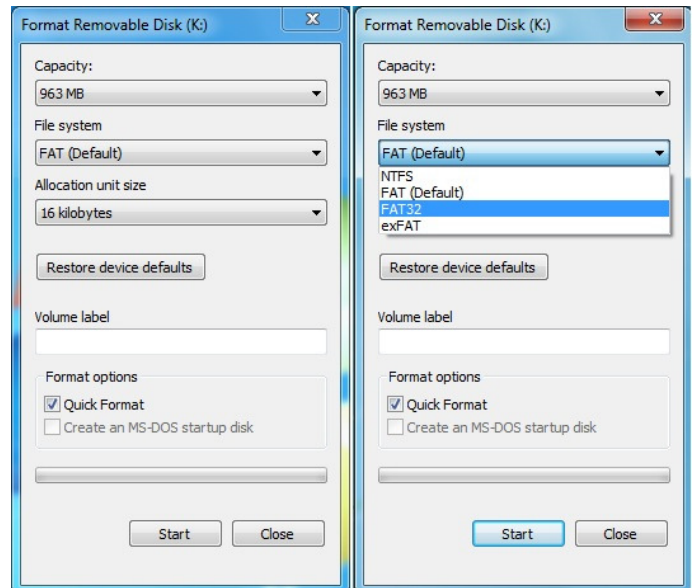 Format Removable Disk (K:)
Capacity:
963 MB
File system
FAT (Default)
Allocation unit size
16 kilobytes
Restore device defaults
Volume label
Format options
Quick Format
Create an MS-DOS startup disk
Start
Close
Format Removable Disk (K:)
Capacity:
963 MB
File system
FAT (Default)
NTFS
FAT (Default)
FAT32
exFAT
Restore device defaults
Volume label
Format options
Quick Format
Create an MS-DOS startup disk
Start
Close